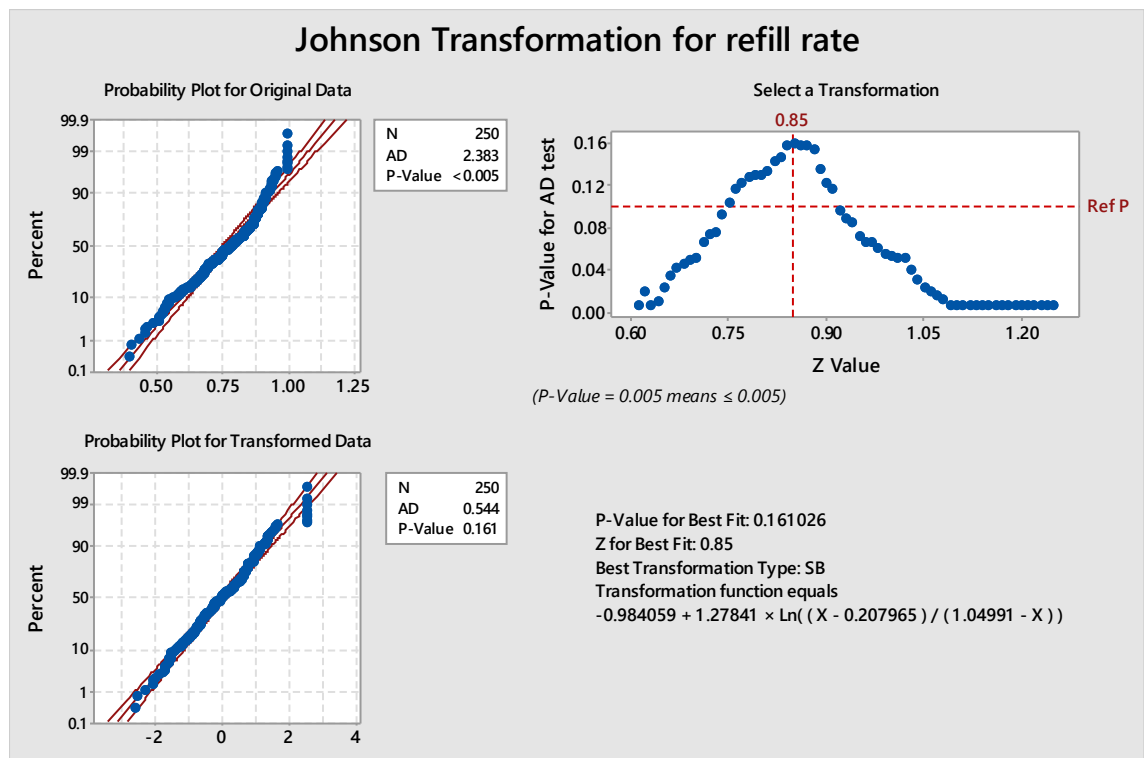 Johnson Transformation for refill rate
Probability Plot for Original Data
Percent
99.9
99
90
50
10
1
0.1
0.50 0.75 1.00 1.25
N 250
AD 2.383
P-Value <0.005
Select a Transformation
0.85
P-Value for AD test
0.16
0.12
0.08
0.04
0.00
Ref P
0.60 0.75 0.90 1.05 1.20
Z Value
(P-Value = 0.005 means ≤ 0.005)
Probability Plot for Transformed Data
Percent
99.9
99
90
50
10
1
0.1
-2 0 2 4
N 250
AD 0.544
P-Value 0.161
P-Value for Best Fit: 0.161026
Z for Best Fit: 0.85
Best Transformation Type: SB
Transformation function equals
-0.984059 + 1.27841 × Ln( ( X - 0.207965 ) / ( 1.04991 - X ) )